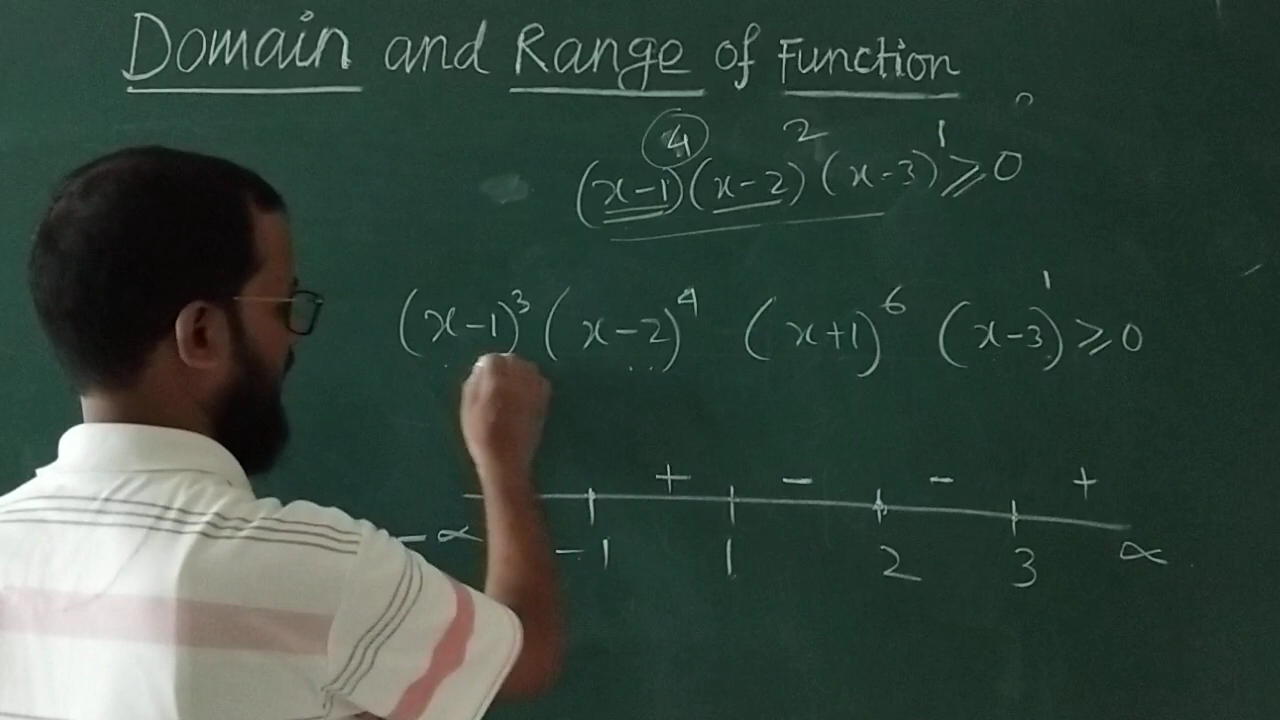 Domain and Range of Function
(x-1)⁴(x-2)²(x-3)¹≥0
(x-1)³(x-2)⁴ (x+1)⁶ (x-3)¹≥0
+ - - +
-∝ -1 1 2 3 ∝